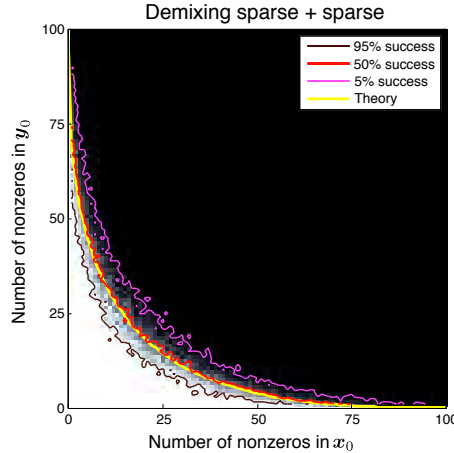 Demixing sparse + sparse
95% success
50% success
5% success
Theory
100
75
50
25
0
Number of nonzeros in y₀
0
25
50
75
100
Number of nonzeros in x₀